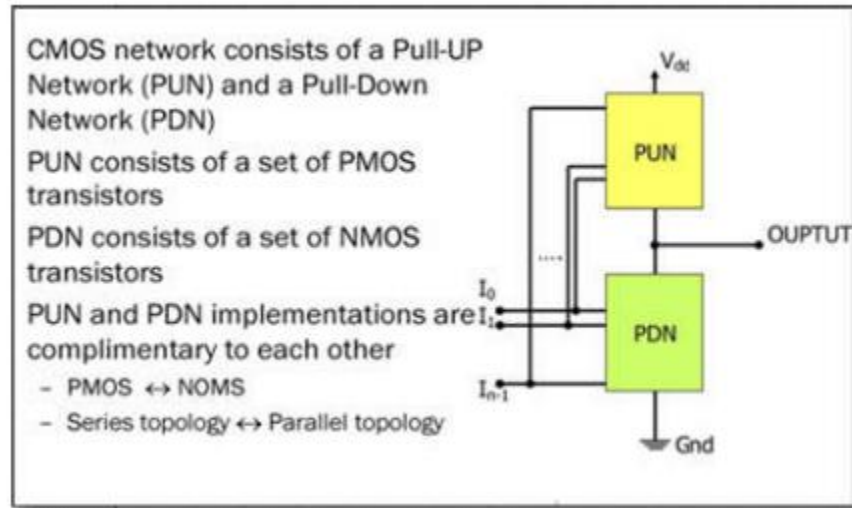 CMOS network consists of a Pull-UP
Network (PUN) and a Pull-Down
Network (PDN)
PUN consists of a set of PMOS
transistors
PDN consists of a set of NMOS
transistors
PUN and PDN implementations are
complimentary to each other
– PMOS ↔ NOMS
– Series topology ↔ Parallel topology
Vdd
PUN
OUPTUT
....
I0
I1
PDN
In-1
Gnd